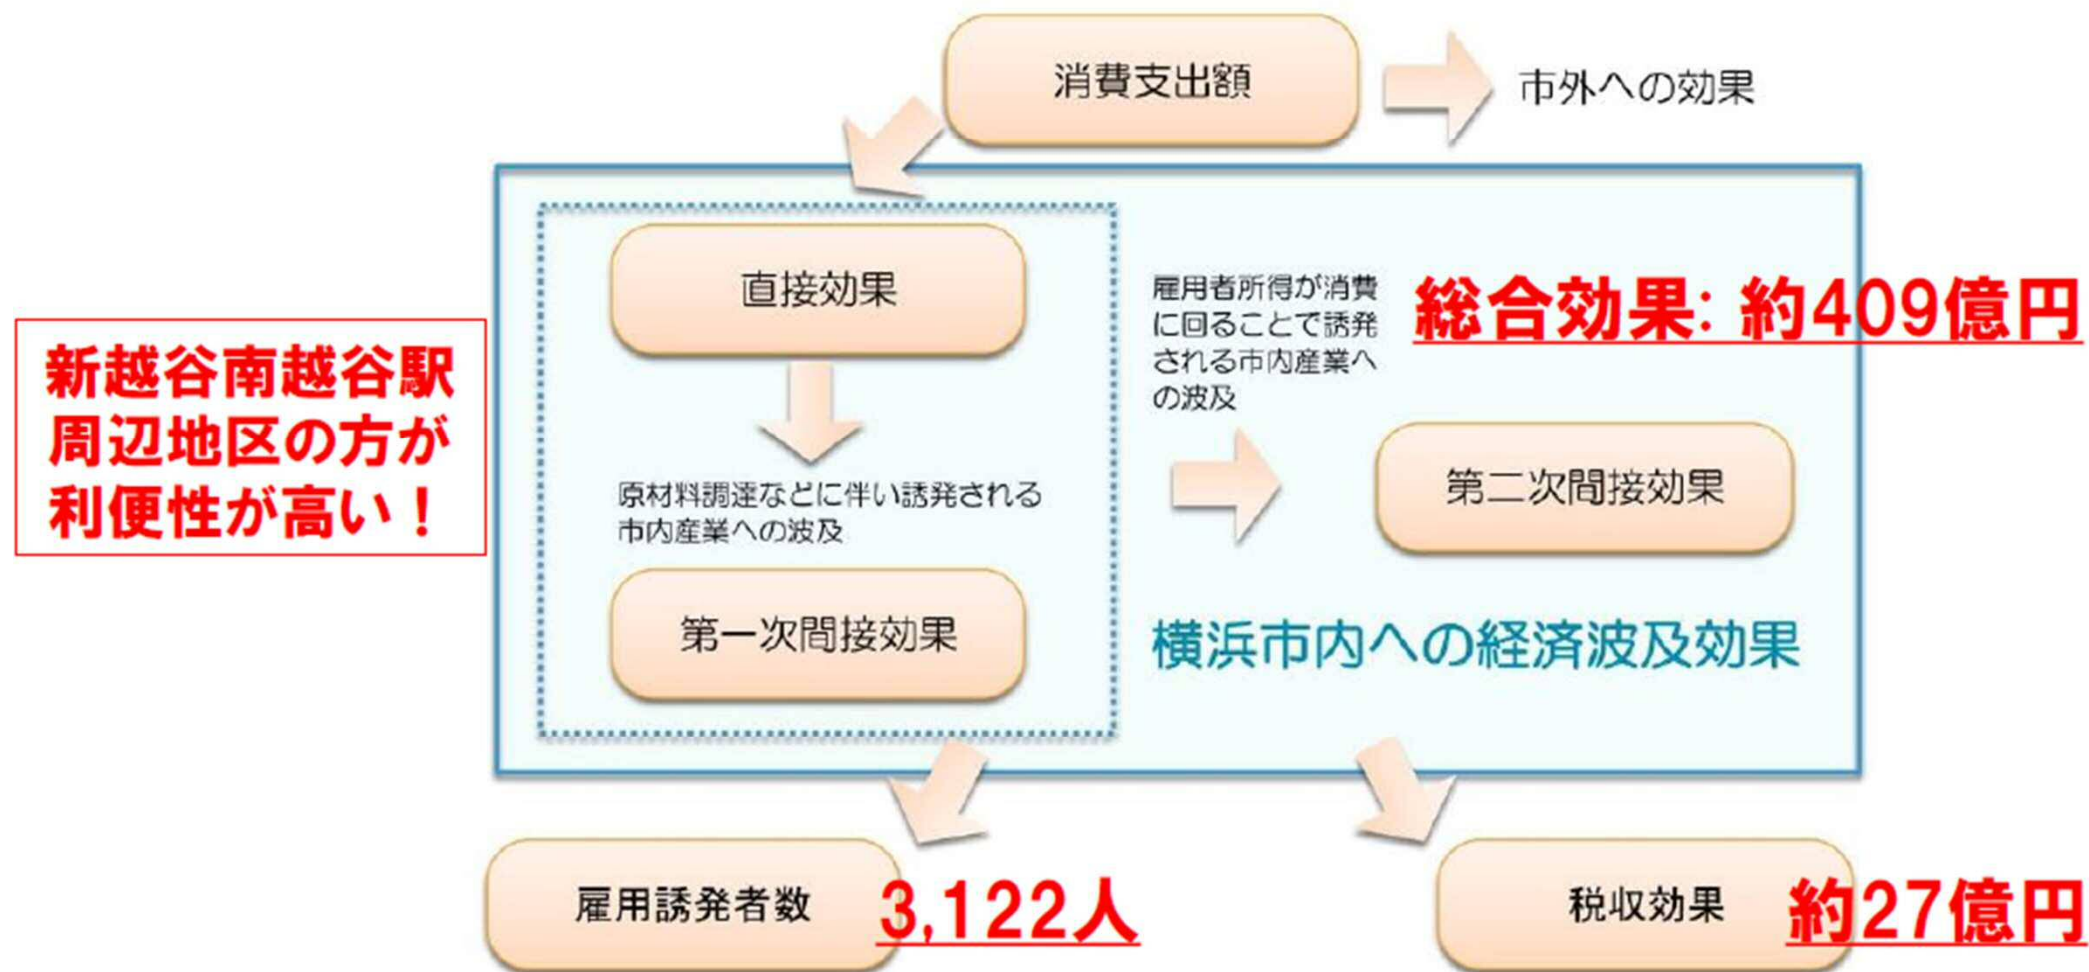 消費支出額
市外への効果
直接効果
雇用者所得が消費
に回ることで誘発
される市内産業へ
の波及
総合効果: 約409億円
新越谷南越谷駅
周辺地区の方が
利便性が高い！
原材料調達などに伴い誘発される
市内産業への波及
第二次間接効果
第一次間接効果
横浜市内への経済波及効果
雇用誘発者数
3,122人
税収効果
約27億円